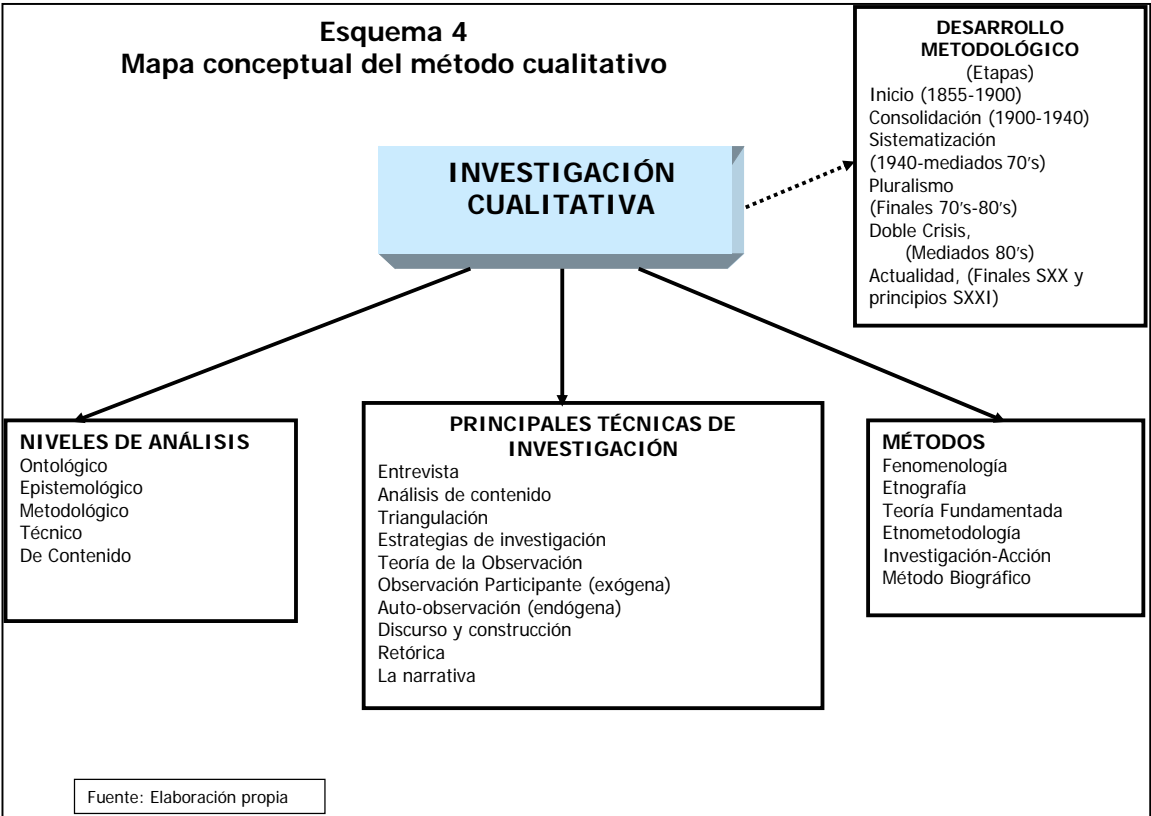 Esquema 4
Mapa conceptual del método cualitativo
DESARROLLO
METODOLÓGICO
(Etapas)
Inicio (1855-1900)
Consolidación (1900-1940)
Sistematización
(1940-mediados 70's)
Pluralismo
(Finales 70's-80's)
Doble Crisis,
(Mediados 80's)
Actualidad, (Finales SXX y
principios SXXI)
INVESTIGACIÓN
CUALITATIVA
NIVELES DE ANÁLISIS
Ontológico
Epistemológico
Metodológico
Técnico
De Contenido
PRINCIPALES TÉCNICAS DE
INVESTIGACIÓN
Entrevista
Análisis de contenido
Triangulación
Estrategias de investigación
Teoría de la Observación
Observación Participante (exógena)
Auto-observación (endógena)
Discurso y construcción
Retórica
La narrativa
MÉTODOS
Fenomenología
Etnografía
Teoría Fundamentada
Etnometodología
Investigación-Acción
Método Biográfico
Fuente: Elaboración propia